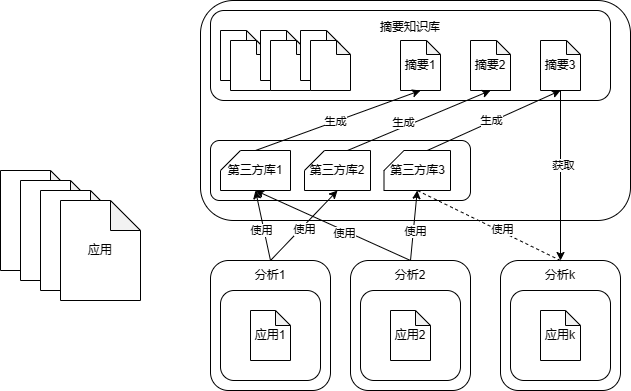 摘要知识库
摘要1
摘要2
摘要3
生成
生成
生成
获取
第三方库1
第三方库2
第三方库3
使用
使用
使用
使用
使用
应用
分析1
分析2
分析k
应用1
应用2
应用k